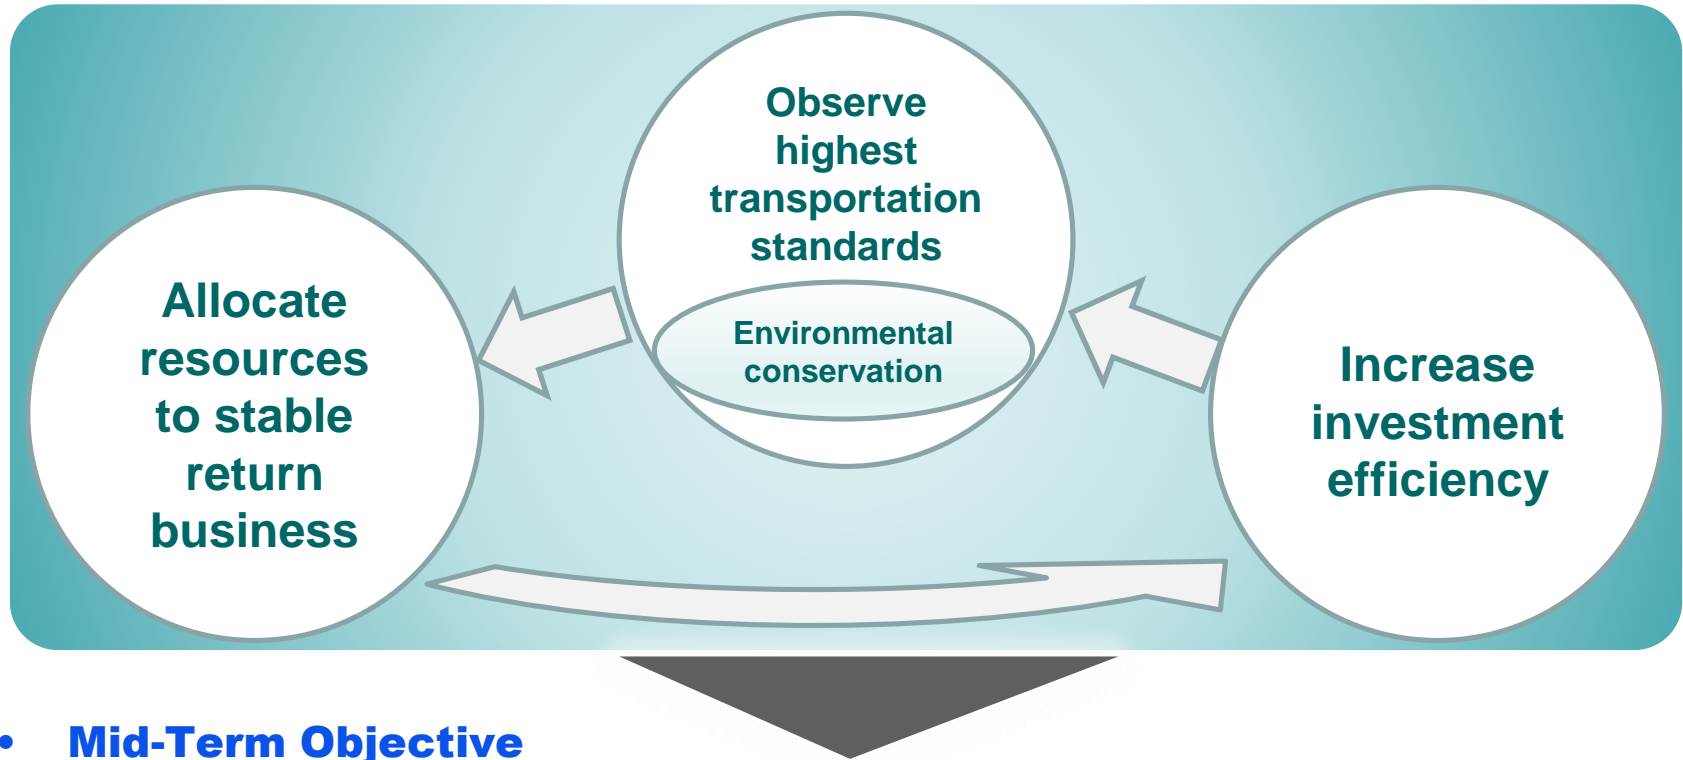 Observe
highest
transportation
standards
Environmental
conservation
Allocate
resources
to stable
return
business
Increase
investment
efficiency
• Mid-Term Objective